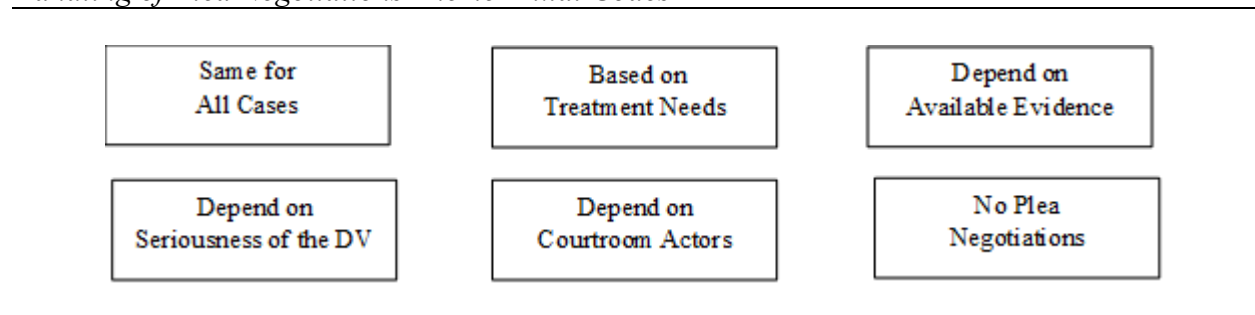 Same for
All Cases
Based on
Treatment Needs
Depend on
Available Evidence
Depend on
Seriousness of the DV
Depend on
Courtroom Actors
No Plea
Negotiations